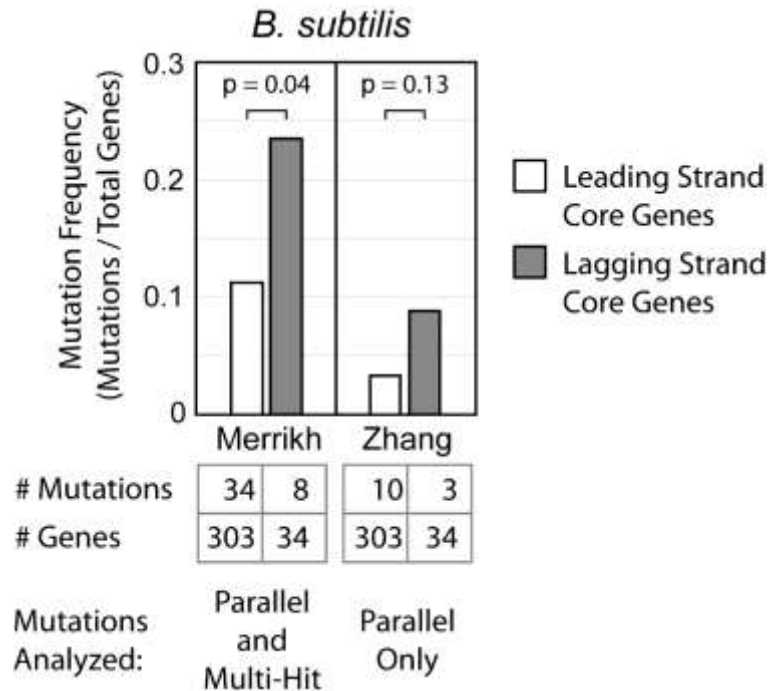 B. subtilis
Mutation Frequency
(Mutations / Total Genes)
0.3
0.2
0.1
0
p = 0.04
p = 0.13
Merrikh
Zhang
Leading Strand
Core Genes
Lagging Strand
Core Genes
# Mutations 34 8 10 3
# Genes 303 34 303 34
Mutations
Analyzed:
Parallel
and
Multi-Hit
Parallel
Only